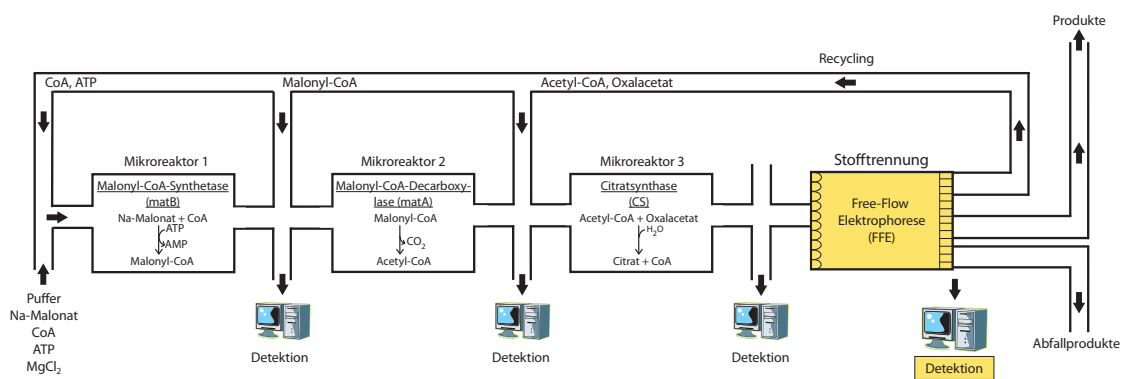 Produkte
Recycling
CoA, ATP
Malonyl-CoA
Acetyl-CoA, Oxalacetat
Mikroreaktor 1
Malonyl-CoA-Synthetase
(matB)
Na-Malonat + CoA
ATP
AMP
Malonyl-CoA
Mikroreaktor 2
Malonyl-CoA-Decarboxy-
lase (matA)
Malonyl-CoA
CO₂
Acetyl-CoA
Mikroreaktor 3
Citratsynthase
(CS)
Acetyl-CoA + Oxalacetat
H₂O
Citrat + CoA
Stofftrennung
Free-Flow
Elektrophorese
(FFE)
Puffer
Na-Malonat
CoA
ATP
MgCl₂
Detektion
Detektion
Detektion
Detektion
Abfallprodukte